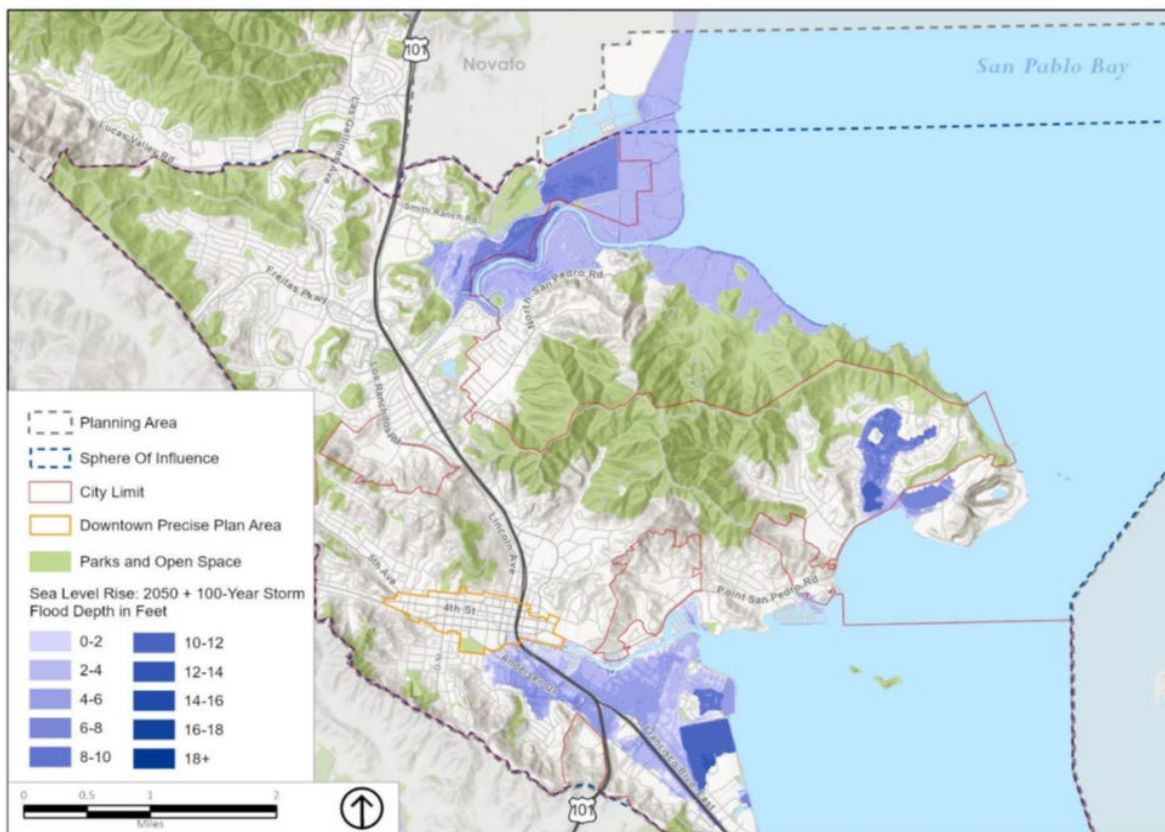 101
Novato
San Pablo Bay
Las Gallinas Ave
Lucas Valley Rd
Smith Ranch Rd
North San Pedro Rd
Freitas Pkwy
Los Ranchitos Rd
Planning Area
Sphere Of Influence
City Limit
Downtown Precise Plan Area
Parks and Open Space
Sea Level Rise: 2050 + 100-Year Storm
Flood Depth in Feet
0-2 10-12
2-4 12-14
4-6 14-16
6-8 16-18
8-10 18+
Lincoln Ave
5th Ave
4th St
Point San Pedro Rd
Andersen Dr
Francisco Blvd East
0 0.5 1 2
Miles
101